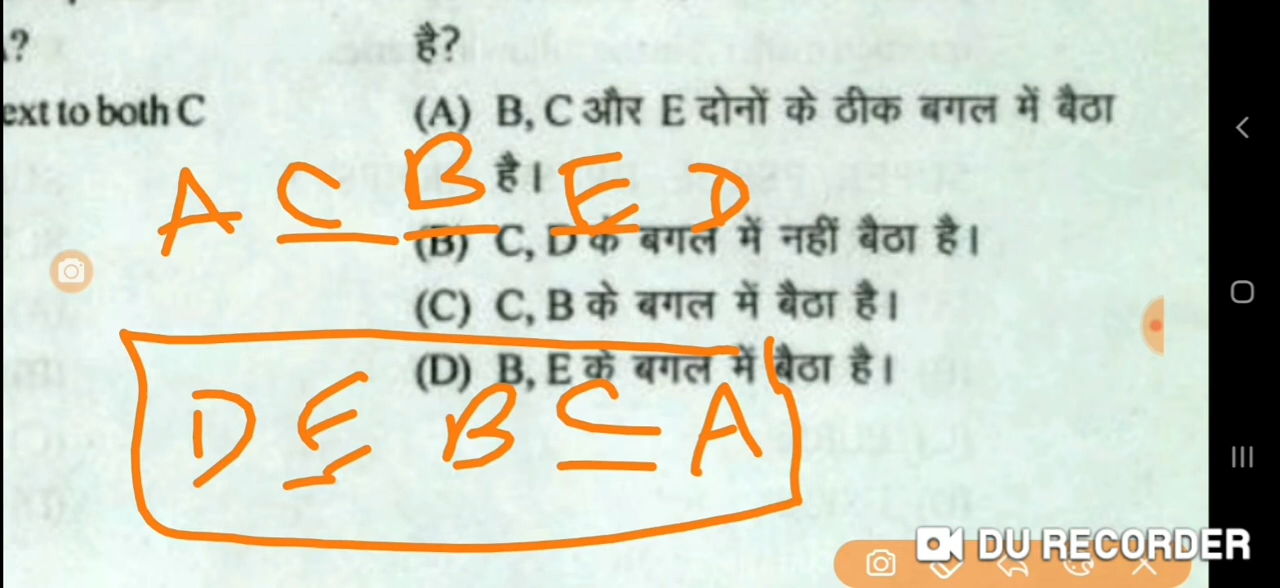 ?
है?
ext to both C
(A) B, C और E दोनों के ठीक बगल में बैठा
है।
A C B E D
(B) C, D के बगल में नहीं बैठा है।
(C) C, B के बगल में बैठा है।
(D) B, E के बगल में बैठा है।
D E B C A
DU RECORDER